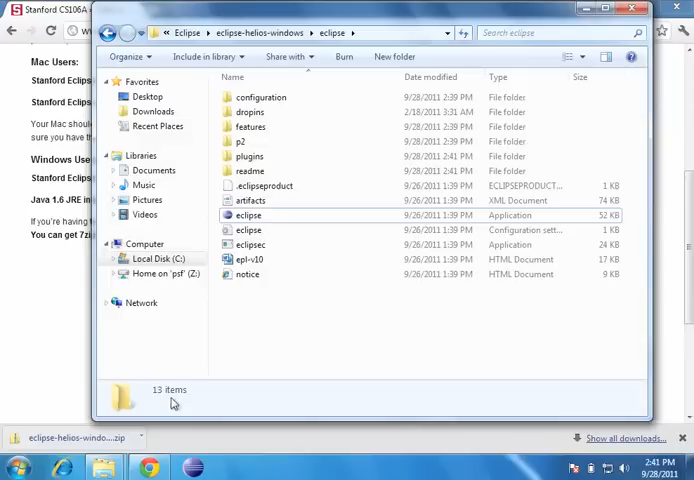 Stanford CS106A
Eclipse
eclipse-helios-windows
eclipse
Search eclipse
Organize
Include in library
Share with
Burn
New folder
Mac Users:
Stanford Eclips
Stanford Eclips
Your Mac shoul
sure you have th
Windows Use
Stanford Eclips
Java 1.6 JRE in
If you're having t
You can get 7zip
Favorites
Desktop
Downloads
Recent Places
Libraries
Documents
Music
Pictures
Videos
Computer
Local Disk (C:)
Home on 'psf' (Z:)
Network
Name Date modified Type Size
configuration 9/28/2011 2:39 PM File folder
dropins 2/18/2011 3:31 AM File folder
features 9/28/2011 2:39 PM File folder
p2 9/28/2011 2:39 PM File folder
plugins 9/28/2011 2:41 PM File folder
readme 9/28/2011 2:41 PM File folder
.eclipseproduct 9/26/2011 1:39 PM ECLIPSEPRODUCT... 1 KB
artifacts 9/26/2011 1:39 PM XML Document 74 KB
eclipse 9/26/2011 1:39 PM Application 52 KB
eclipse 9/26/2011 1:39 PM Configuration sett... 1 KB
eclipsec 9/26/2011 1:39 PM Application 24 KB
epl-v10 9/26/2011 1:39 PM HTML Document 17 KB
notice 9/26/2011 1:39 PM HTML Document 9 KB
13 items
eclipse-helios-windo....zip
Show all downloads...
2:41 PM
9/28/2011